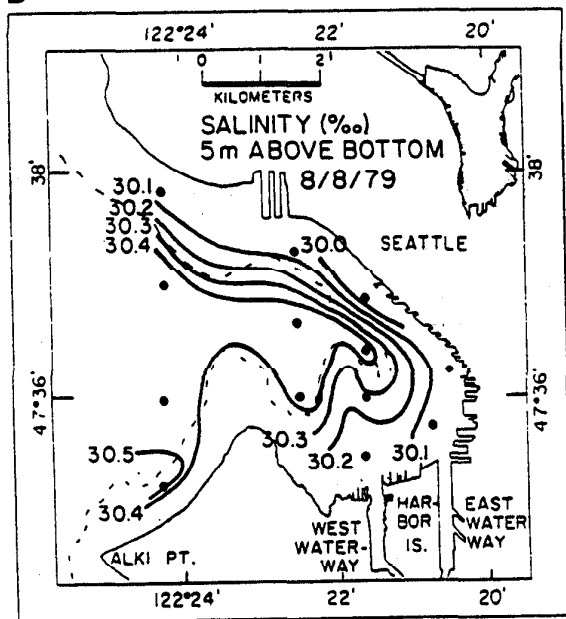 122°24' 20'
0 1 2
KILOMETERS
SALINITY (‰)
5m ABOVE BOTTOM
8/8/79
38' 38'
30.1
30.2
30.3
30.4
30.0 SEATTLE
47°36' 47°36'
30.5
30.4
30.3
30.2
30.1
ALKI PT.
WEST
WATER-
WAY
HAR-
BOR
IS.
EAST
WATER
WAY
122°24' 22' 20'